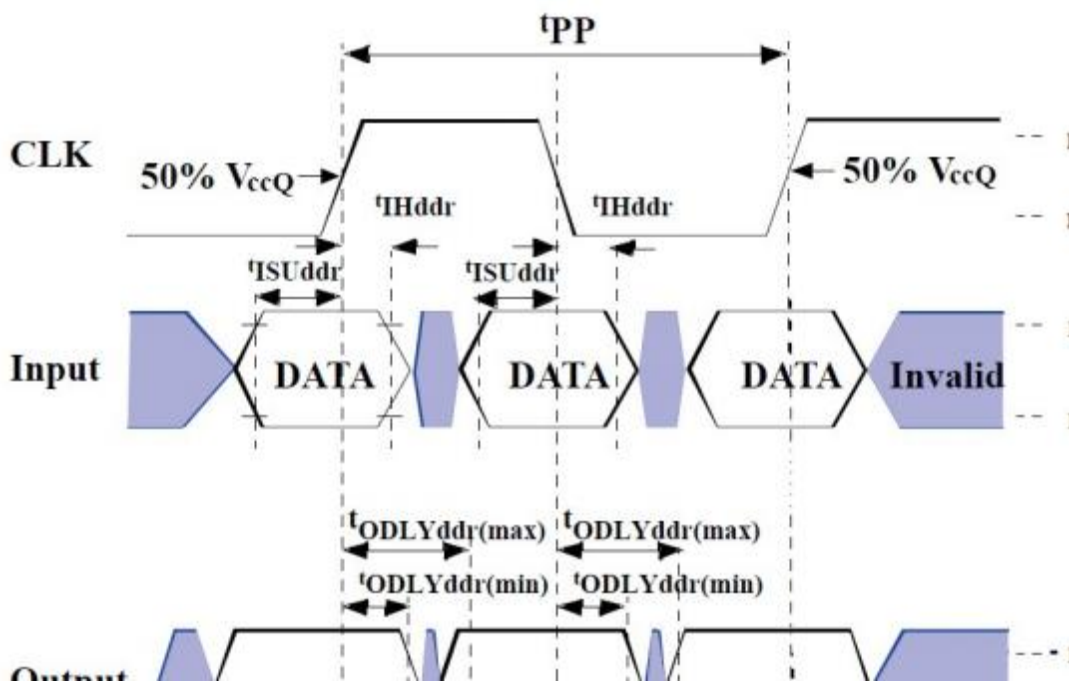 tPP
CLK
50% VccQ
50% VccQ
tIHddr
tIHddr
tISUddr
tISUddr
Input
DATA
DATA
DATA
Invalid
tODLYddr(max)
tODLYddr(max)
tODLYddr(min)
tODLYddr(min)
Output